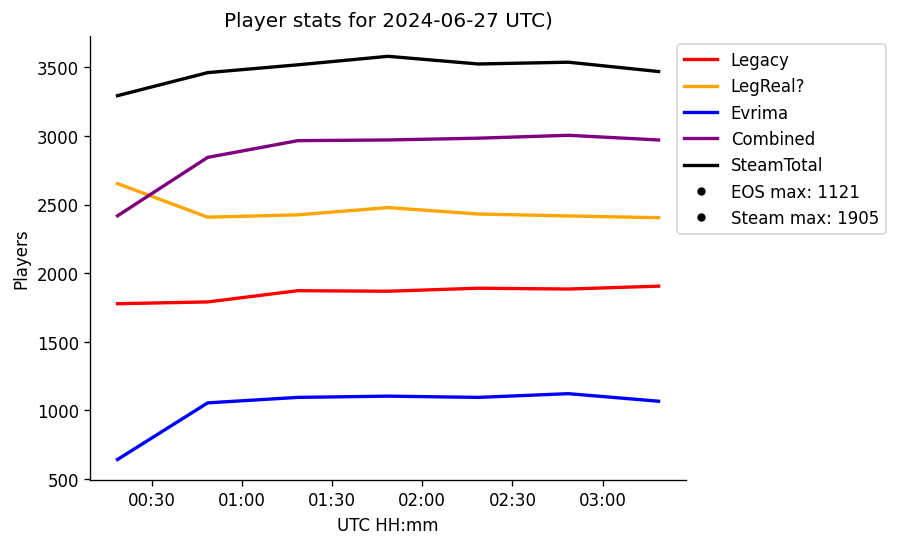 Player stats for 2024-06-27 UTC)
3500
3000
2500
2000
1500
1000
500
Players
00:30 01:00 01:30 02:00 02:30 03:00
UTC HH:mm
Legacy
LegReal?
Evrima
Combined
SteamTotal
EOS max: 1121
Steam max: 1905